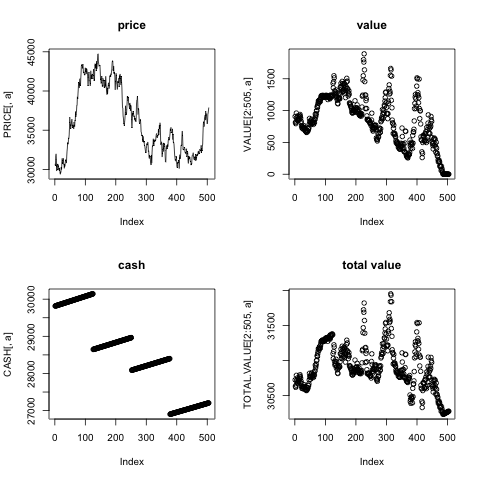 price
PRICE[, a]
45000
40000
35000
30000
0 100 200 300 400 500
Index
value
VALUE[2:505, a]
1500
1000
500
0
0 100 200 300 400 500
Index
cash
CASH[, a]
30000
29000
28000
27000
0 100 200 300 400 500
Index
total value
TOTAL.VALUE[2:505, a]
31500
30500
0 100 200 300 400 500
Index